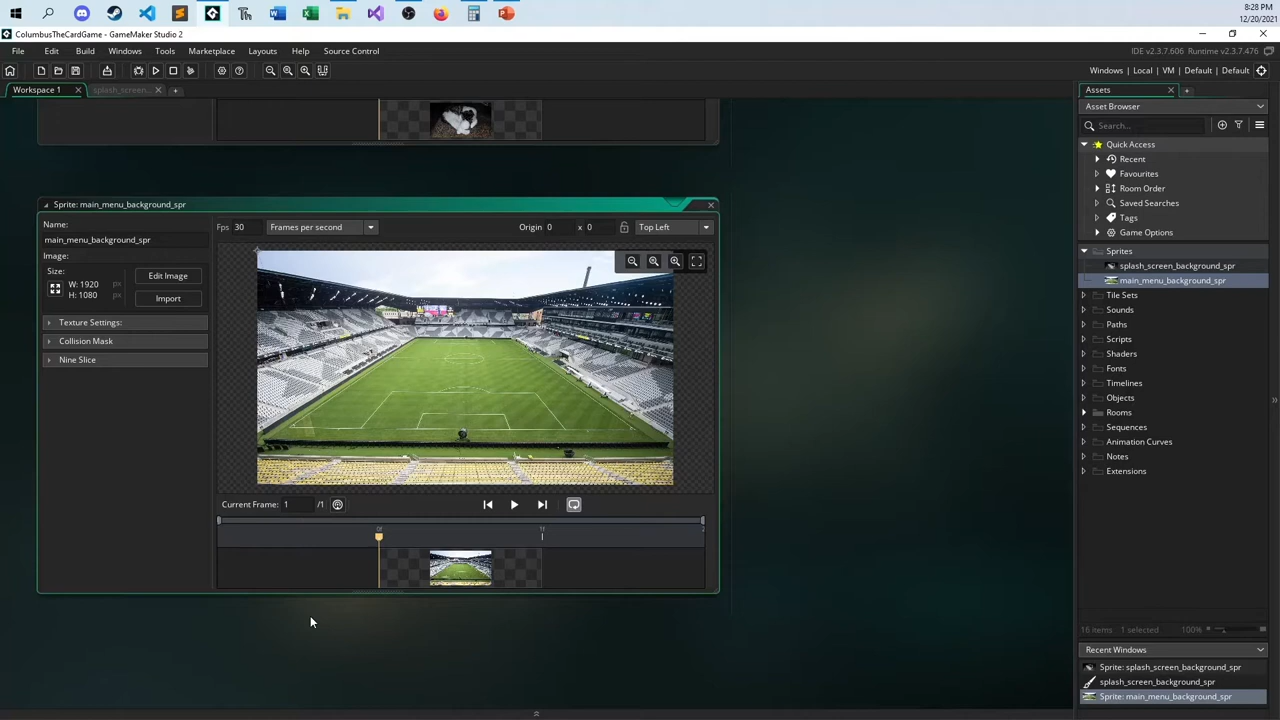 8:28 PM
12/20/2021
ColumbusTheCardGame - GameMaker Studio 2
File Edit Build Windows Tools Marketplace Layouts Help Source Control
IDE v2.3.7.606 Runtime v2.3.7.476
Windows | Local | VM | Default | Default
Workspace 1
splash_screen...
Assets
Asset Browser
Search...
Quick Access
Recent
Favourites
Room Order
Saved Searches
Tags
Game Options
Sprites
splash_screen_background_spr
main_menu_background_spr
Tile Sets
Sounds
Paths
Scripts
Shaders
Fonts
Timelines
Objects
Rooms
Sequences
Animation Curves
Notes
Extensions
16 items 1 selected 100%
Recent Windows
Sprite: splash_screen_background_spr
splash_screen_background_spr
Sprite: main_menu_background_spr
Sprite: main_menu_background_spr
Name:
main_menu_background_spr
Image:
Size:
W: 1920 px
H: 1080 px
Edit Image
Import
Texture Settings:
Collision Mask
Nine Slice
Fps 30 Frames per second Origin 0 x 0 Top Left
Current Frame: 1 /1
0f 1f